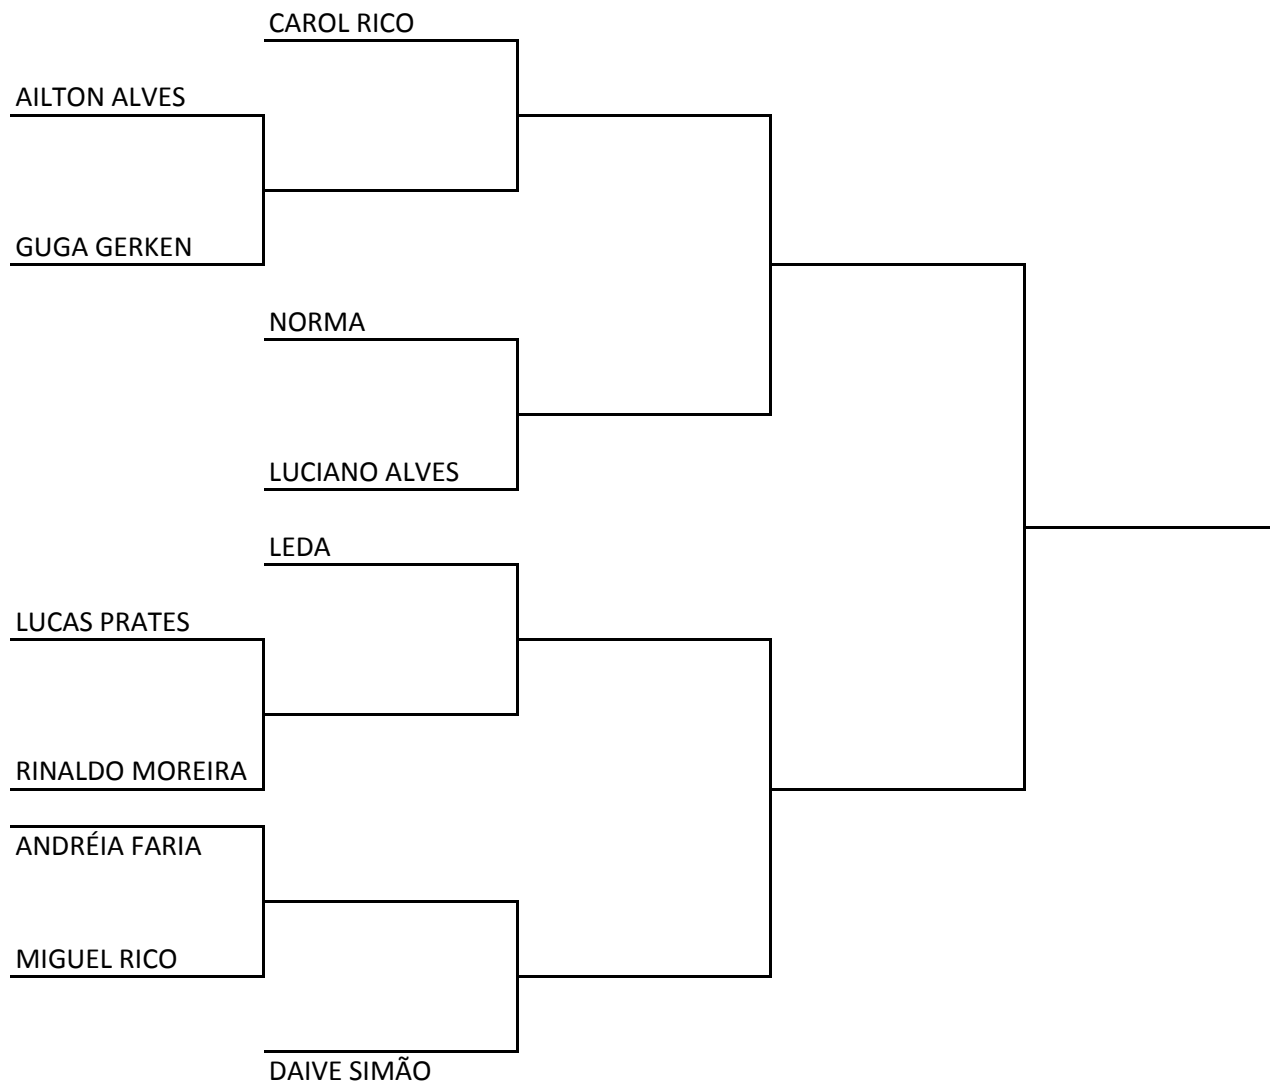 CAROL RICO
AILTON ALVES
GUGA GERKEN
NORMA
LUCIANO ALVES
LEDA
LUCAS PRATES
RINALDO MOREIRA
ANDRÉIA FARIA
MIGUEL RICO
DAIVE SIMÃO